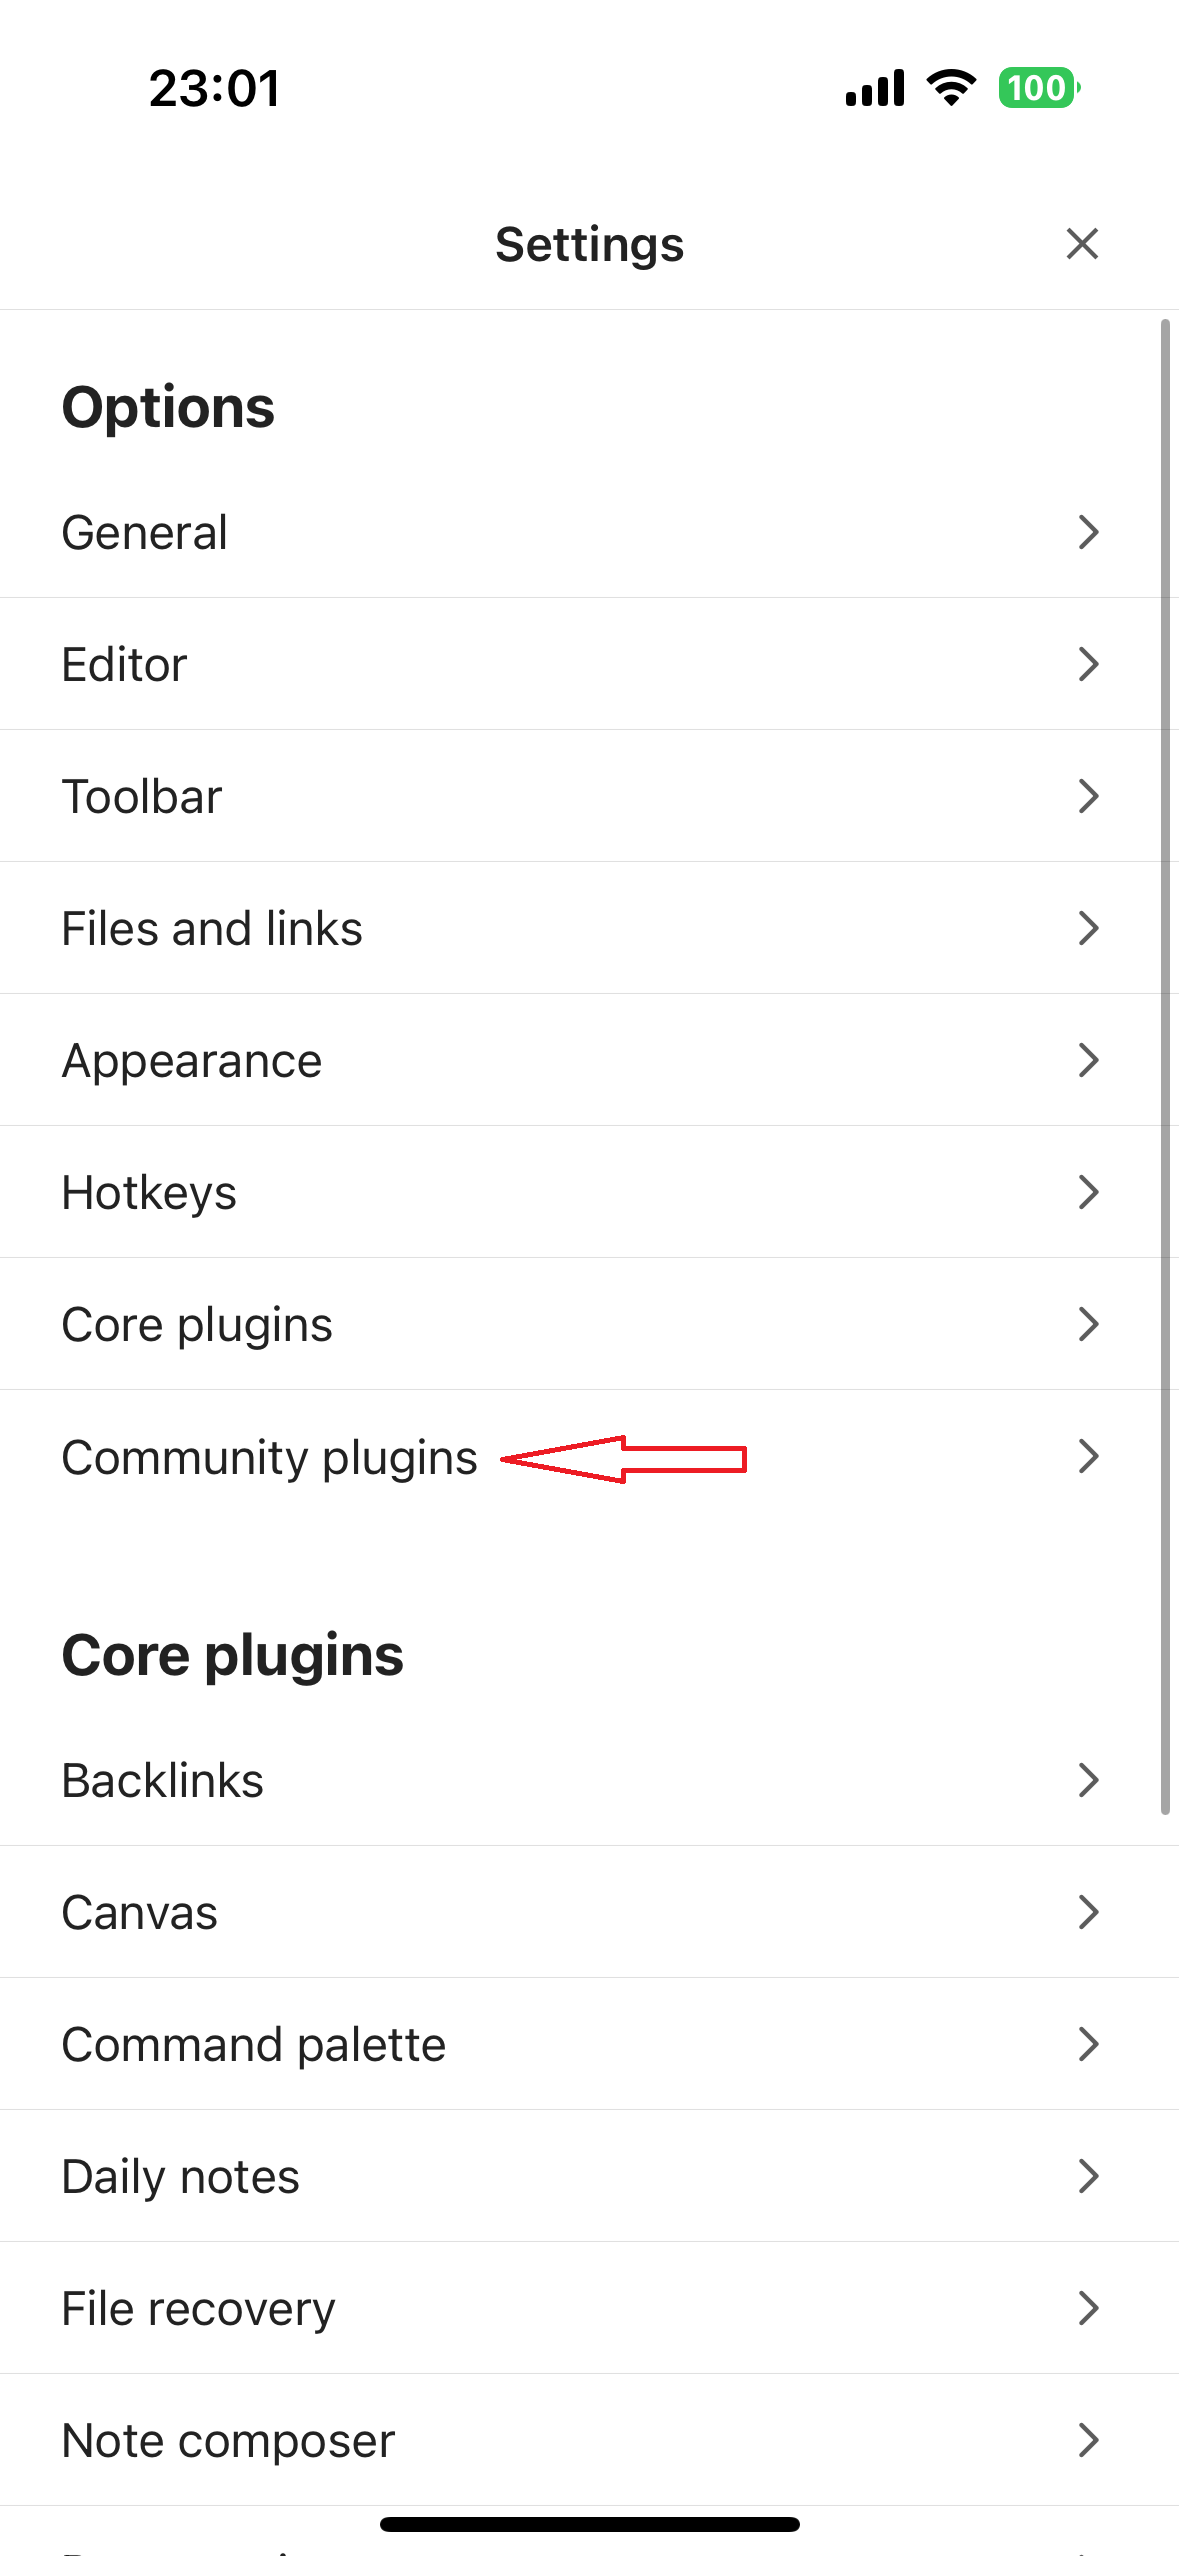 23:01
100
Settings
Options
General
Editor
Toolbar
Files and links
Appearance
Hotkeys
Core plugins
Community plugins
Core plugins
Backlinks
Canvas
Command palette
Daily notes
File recovery
Note composer